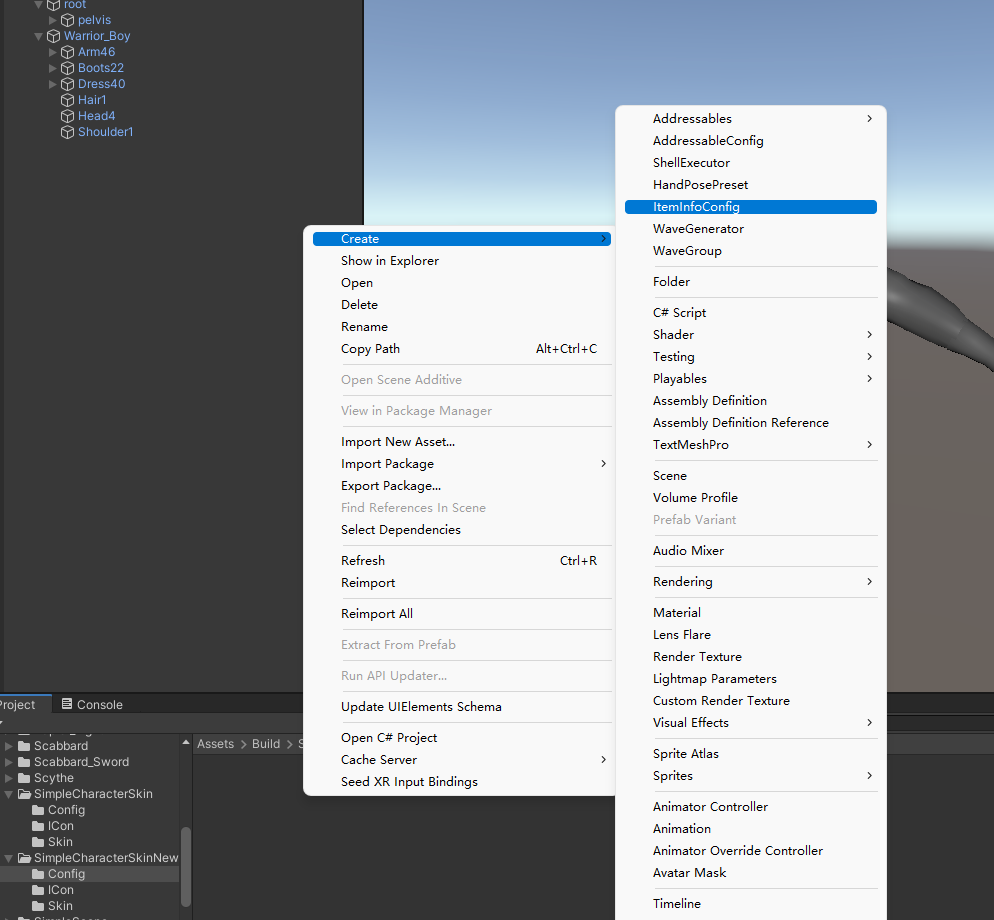 root
pelvis
Warrior_Boy
Arm46
Boots22
Dress40
Hair1
Head4
Shoulder1
Create
Show in Explorer
Open
Delete
Rename
Copy Path Alt+Ctrl+C
Open Scene Additive
View in Package Manager
Import New Asset...
Import Package
Export Package...
Find References In Scene
Select Dependencies
Refresh Ctrl+R
Reimport
Reimport All
Extract From Prefab
Run API Updater...
Update UIElements Schema
Open C# Project
Cache Server
Seed XR Input Bindings
Addressables
AddressableConfig
ShellExecutor
HandPosePreset
ItemInfoConfig
WaveGenerator
WaveGroup
Folder
C# Script
Shader
Testing
Playables
Assembly Definition
Assembly Definition Reference
TextMeshPro
Scene
Volume Profile
Prefab Variant
Audio Mixer
Rendering
Material
Lens Flare
Render Texture
Lightmap Parameters
Custom Render Texture
Visual Effects
Sprite Atlas
Sprites
Animator Controller
Animation
Animator Override Controller
Avatar Mask
Timeline
Project
Console
Scabbard
Scabbard_Sword
Scythe
SimpleCharacterSkin
Config
ICon
Skin
SimpleCharacterSkinNew
Config
ICon
Skin
Assets > Build > S